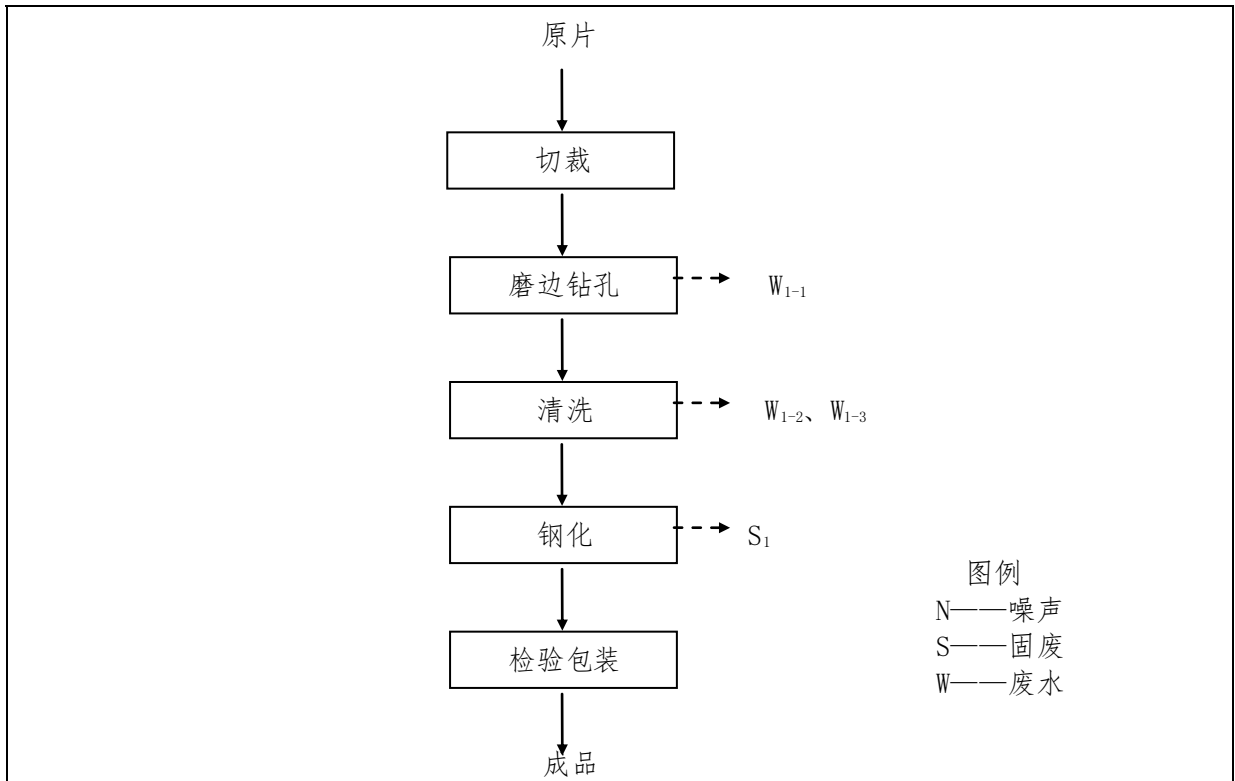 原片
切裁
磨边钻孔
W1-1
清洗
W1-2、W1-3
钢化
S1
图例
N——噪声
S——固废
W——废水
检验包装
成品